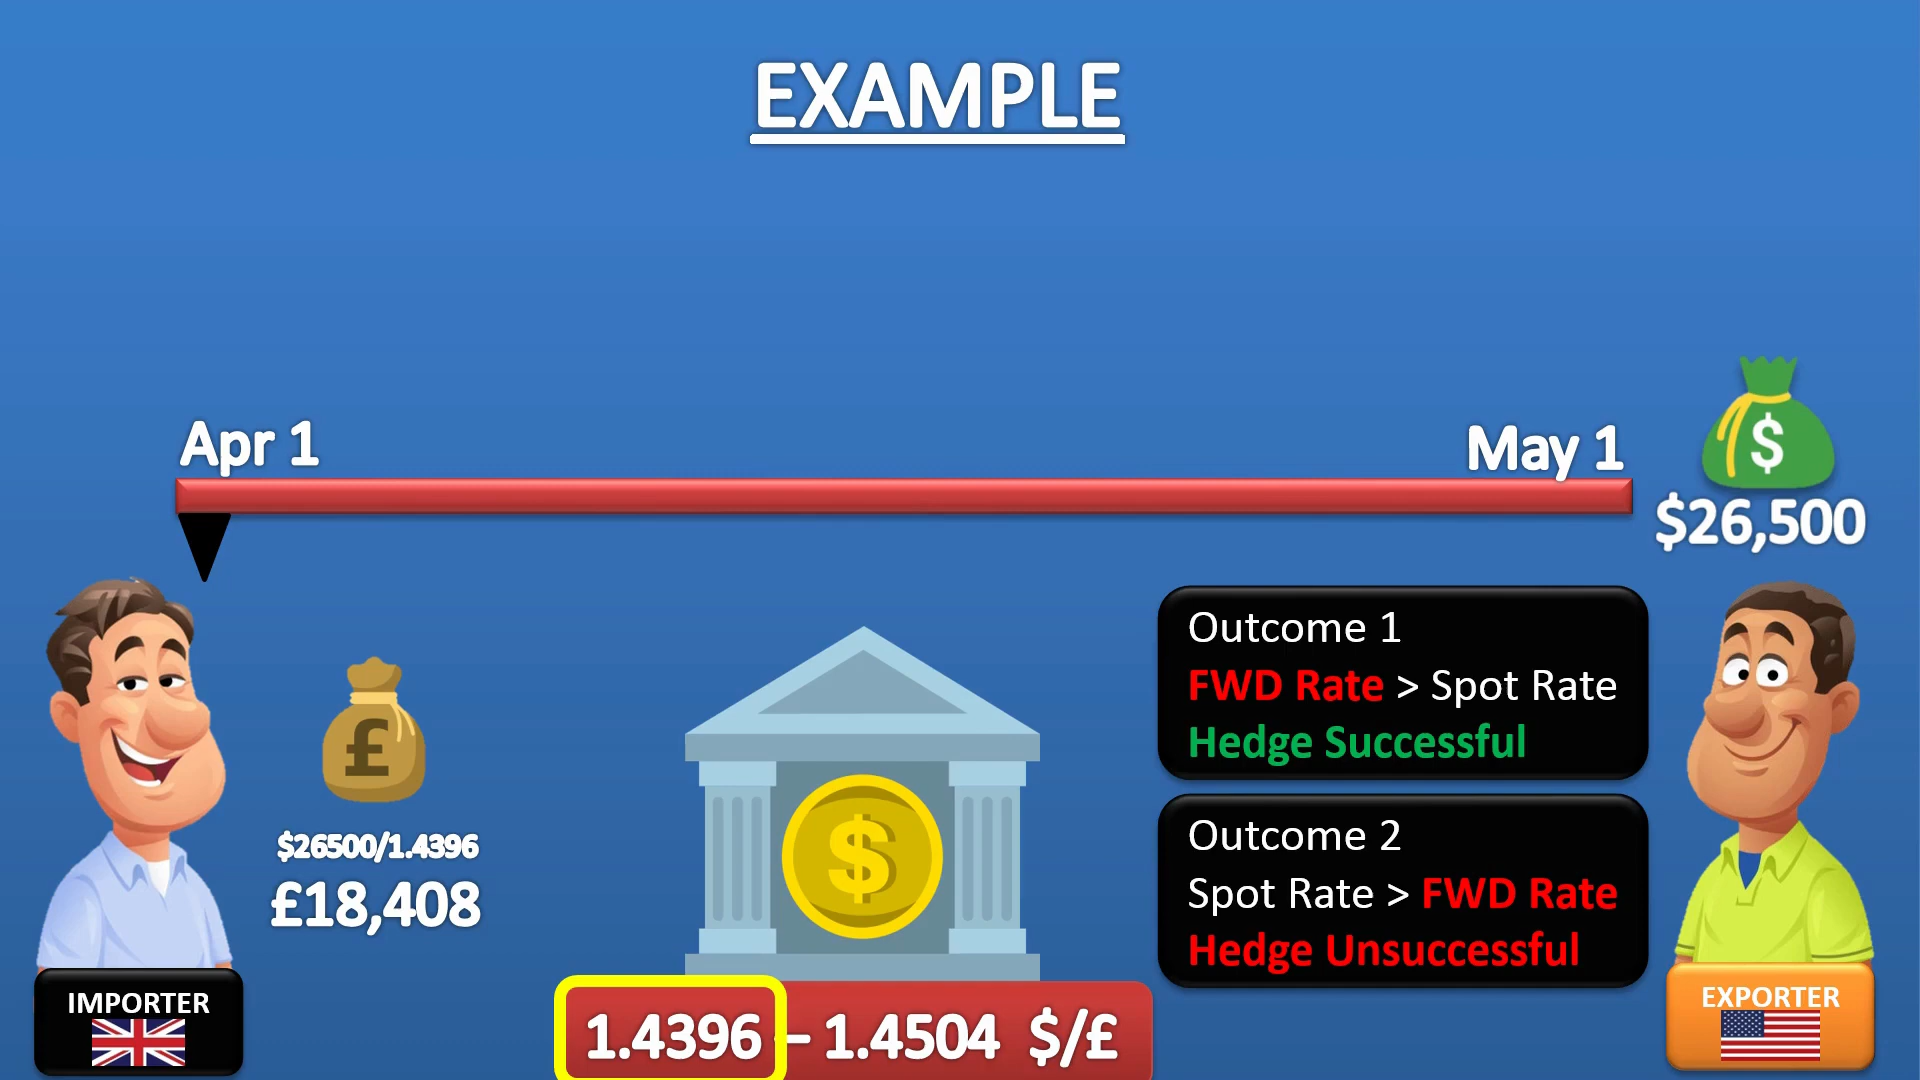 EXAMPLE
Apr 1
May 1
$
$26,500
£
$26500/1.4396
£18,408
$
Outcome 1
FWD Rate > Spot Rate
Hedge Successful
Outcome 2
Spot Rate > FWD Rate
Hedge Unsuccessful
IMPORTER
1.4396 – 1.4504 $/£
EXPORTER